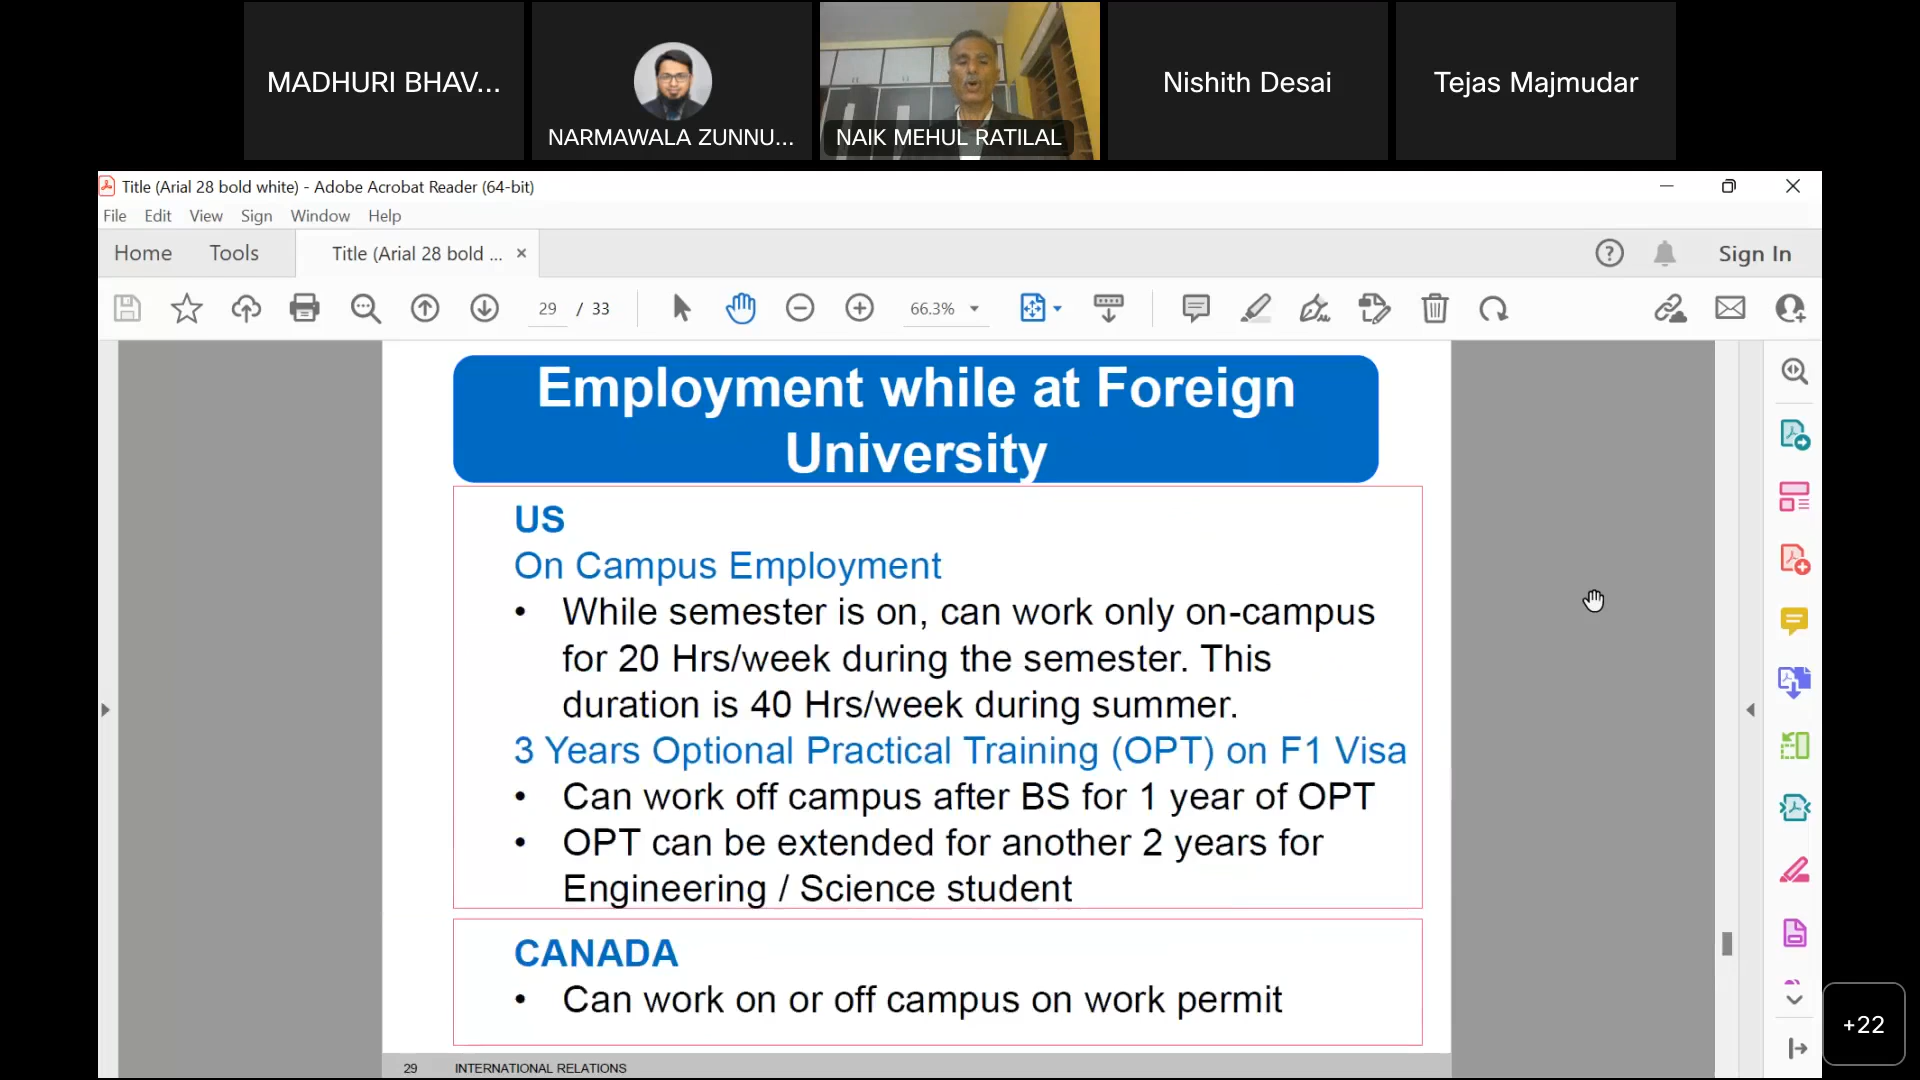 MADHURI BHAV...
NARMAWALA ZUNNU...
NAIK MEHUL RATILAL
Nishith Desai
Tejas Majmudar
Title (Arial 28 bold white) - Adobe Acrobat Reader (64-bit)
File Edit View Sign Window Help
Home Tools Title (Arial 28 bold ... Sign In
29 / 33 66.3%
Employment while at Foreign
University
US
On Campus Employment
• While semester is on, can work only on-campus
for 20 Hrs/week during the semester. This
duration is 40 Hrs/week during summer.
3 Years Optional Practical Training (OPT) on F1 Visa
• Can work off campus after BS for 1 year of OPT
• OPT can be extended for another 2 years for
Engineering / Science student
CANADA
• Can work on or off campus on work permit
29 INTERNATIONAL RELATIONS
+22